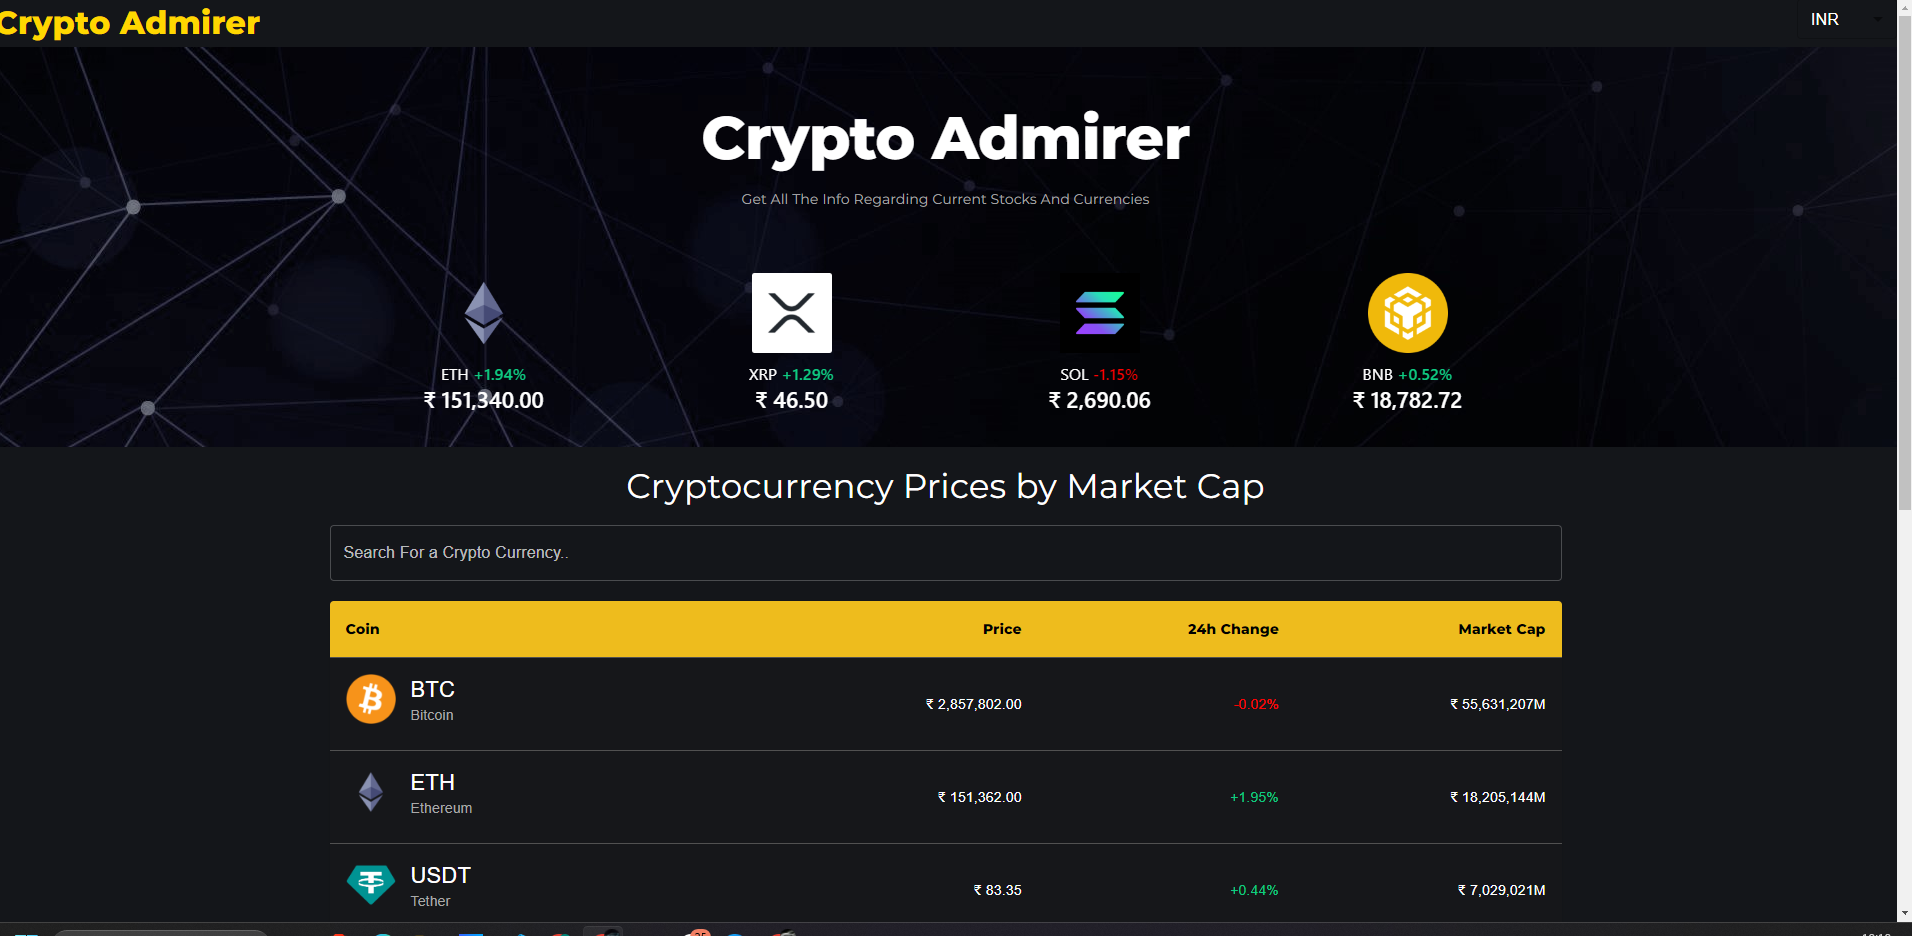 Crypto Admirer
INR
Crypto Admirer
Get All The Info Regarding Current Stocks And Currencies
ETH +1.94%
₹ 151,340.00
XRP +1.29%
₹ 46.50
SOL -1.15%
₹ 2,690.06
BNB +0.52%
₹ 18,782.72
Cryptocurrency Prices by Market Cap
Search For a Crypto Currency..
Coin Price 24h Change Market Cap
BTC
Bitcoin
₹ 2,857,802.00 -0.02% ₹ 55,631,207M
ETH
Ethereum
₹ 151,362.00 +1.95% ₹ 18,205,144M
USDT
Tether
₹ 83.35 +0.44% ₹ 7,029,021M